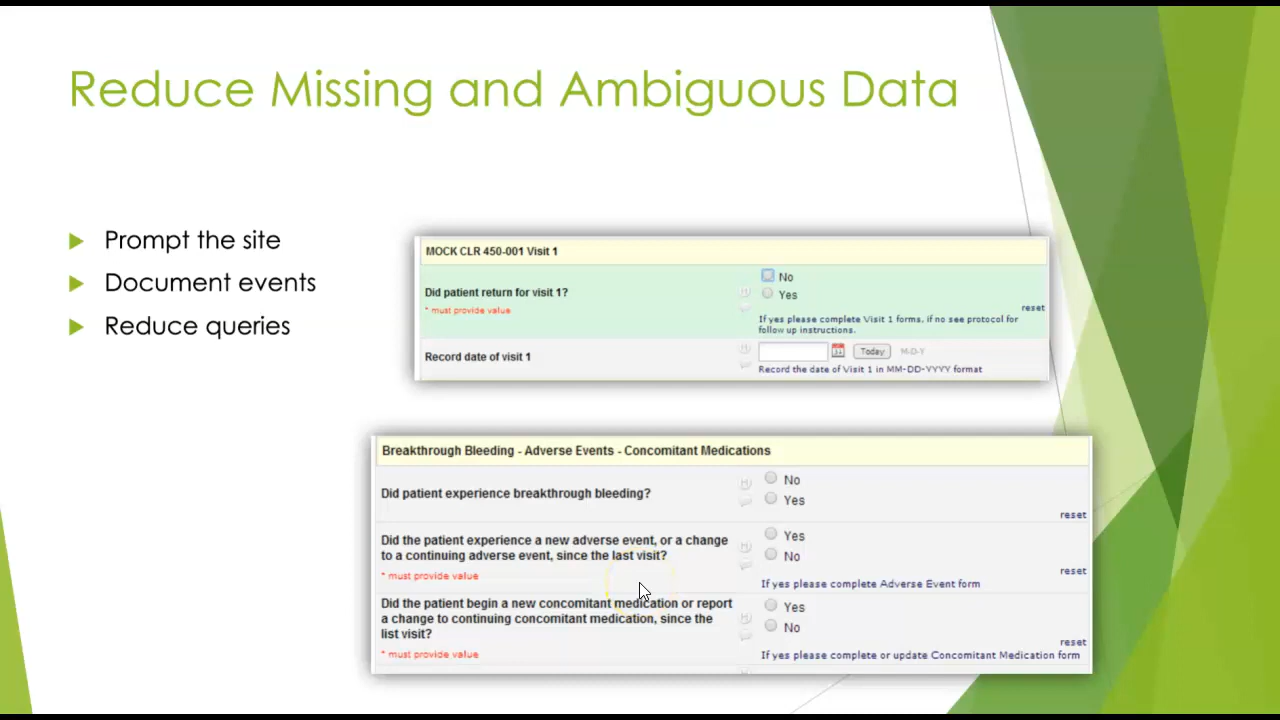 Reduce Missing and Ambiguous Data
Prompt the site
Document events
Reduce queries
MOCK CLR 450-001 Visit 1
Did patient return for visit 1?
* must provide value
No
Yes
reset
If yes please complete Visit 1 forms, if no see protocol for
follow up instructions.
Record date of visit 1
31 Today M-D-Y
Record the date of Visit 1 in MM-DD-YYYY format
Breakthrough Bleeding - Adverse Events - Concomitant Medications
Did patient experience breakthrough bleeding?
No
Yes
reset
Did the patient experience a new adverse event, or a change
to a continuing adverse event, since the last visit?
* must provide value
Yes
No
reset
If yes please complete Adverse Event form
Did the patient begin a new concomitant medication or report
a change to continuing concomitant medication, since the
list visit?
* must provide value
Yes
No
reset
If yes please complete or update Concomitant Medication form